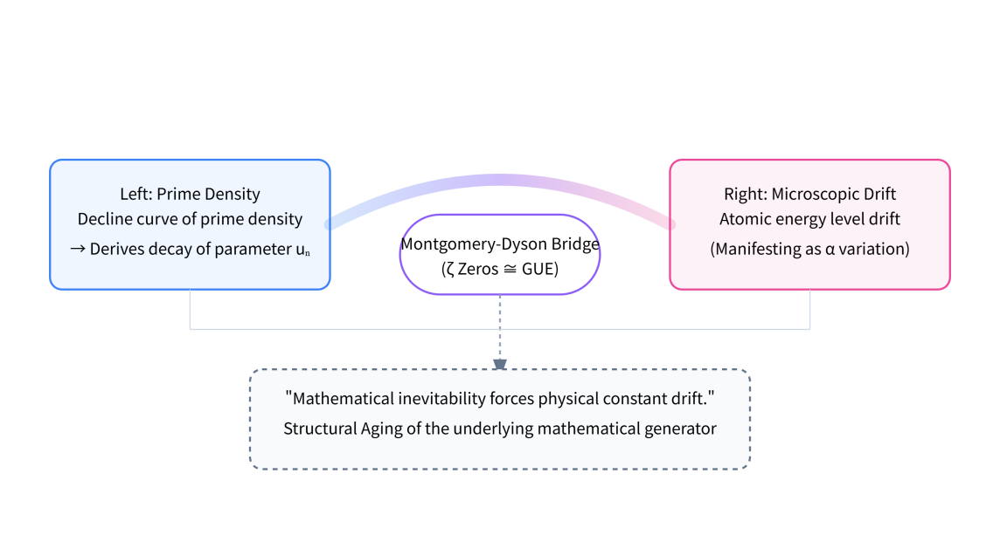 Left: Prime Density
Decline curve of prime density
→ Derives decay of parameter uₙ
Montgomery-Dyson Bridge
(ζ Zeros ≅ GUE)
Right: Microscopic Drift
Atomic energy level drift
(Manifesting as α variation)
"Mathematical inevitability forces physical constant drift."
Structural Aging of the underlying mathematical generator